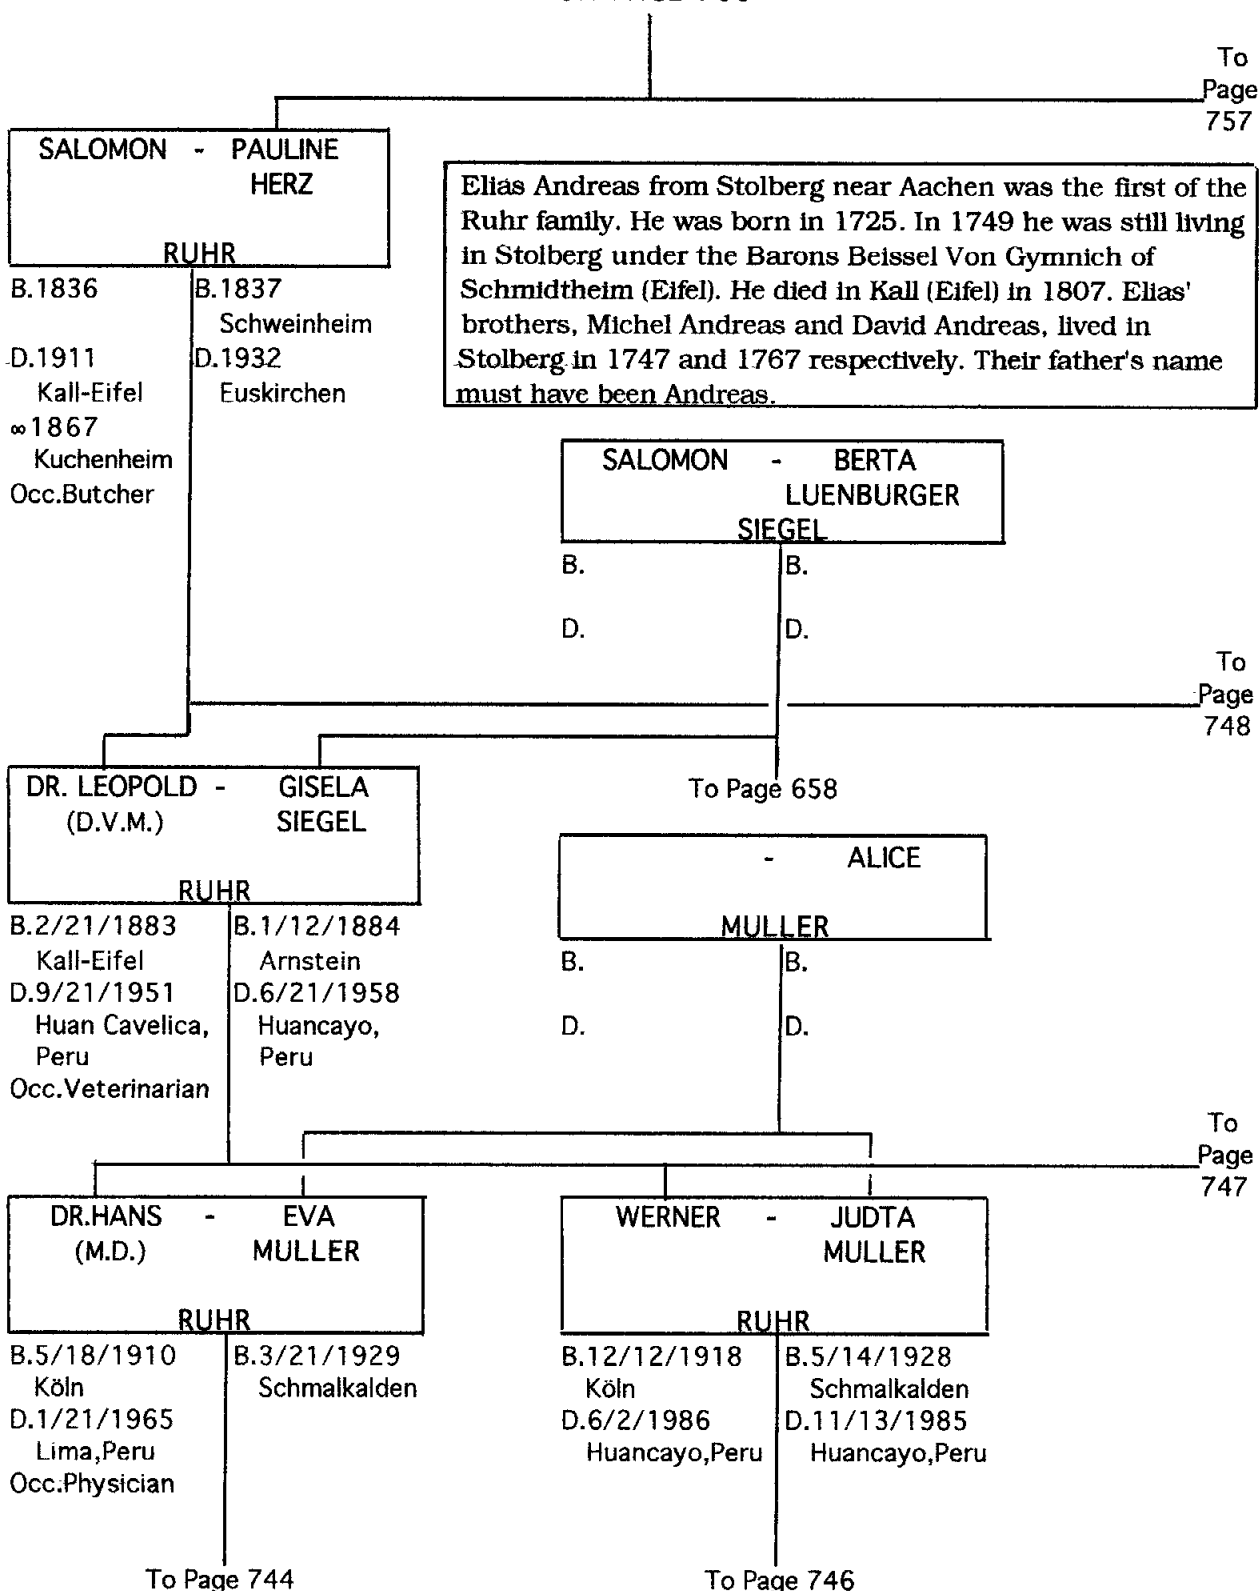 To
Page
757
SALOMON - PAULINE
HERZ
RUHR
B.1836
B.1837
Schweinheim
D.1911
D.1932
Kall-Eifel
Euskirchen
∞1867
Kuchenheim
Occ.Butcher
Elias Andreas from Stolberg near Aachen was the first of the
Ruhr family. He was born in 1725. In 1749 he was still living
in Stolberg under the Barons Beissel Von Gymnich of
Schmidtheim (Eifel). He died in Kall (Eifel) in 1807. Elias'
brothers, Michel Andreas and David Andreas, lived in
Stolberg in 1747 and 1767 respectively. Their father's name
must have been Andreas.
SALOMON - BERTA
LUENBURGER
SIEGEL
B.
B.
D.
D.
To
Page
748
To Page 658
DR. LEOPOLD - GISELA
(D.V.M.) SIEGEL
RUHR
B.2/21/1883
B.1/12/1884
Kall-Eifel
Arnstein
D.9/21/1951
D.6/21/1958
Huan Cavelica,
Huancayo,
Peru
Peru
Occ.Veterinarian
- ALICE
MULLER
B.
B.
D.
D.
To
Page
747
DR.HANS - EVA
(M.D.) MULLER
RUHR
B.5/18/1910
B.3/21/1929
Köln
Schmalkalden
D.1/21/1965
Lima,Peru
Occ.Physician
To Page 744
WERNER - JUDTA
MULLER
RUHR
B.12/12/1918
B.5/14/1928
Köln
Schmalkalden
D.6/2/1986
D.11/13/1985
Huancayo,Peru
Huancayo,Peru
To Page 746